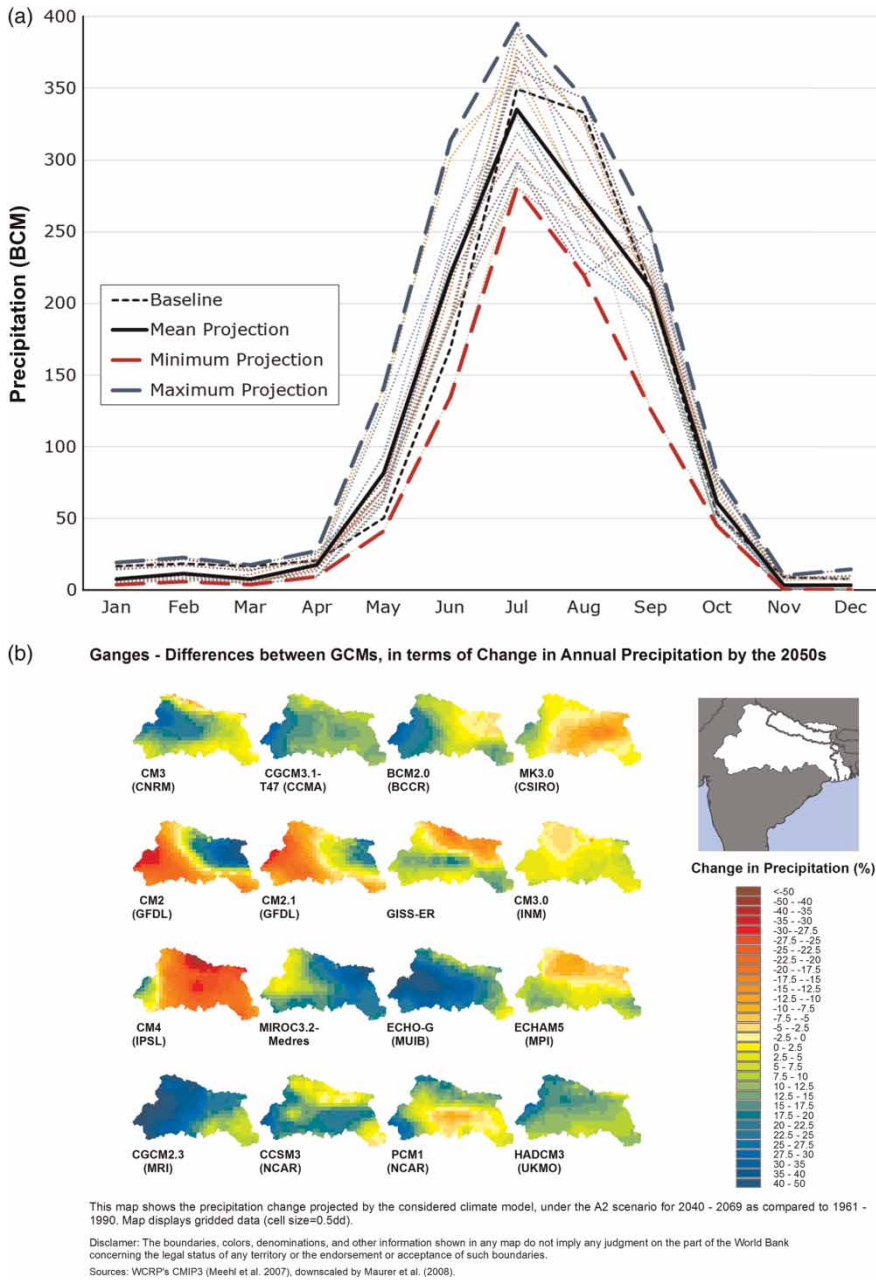 (a)
400
350
300
250
200
150
100
50
0
Precipitation (BCM)
Baseline
Mean Projection
Minimum Projection
Maximum Projection
Jan Feb Mar Apr May Jun Jul Aug Sep Oct Nov Dec
(b)
Ganges - Differences between GCMs, in terms of Change in Annual Precipitation by the 2050s
CM3
(CNRM)
CGCM3.1-
T47 (CCMA)
BCM2.0
(BCCR)
MK3.0
(CSIRO)
CM2
(GFDL)
CM2.1
(GFDL)
GISS-ER
CM3.0
(INM)
CM4
(IPSL)
MIROC3.2-
Medres
ECHO-G
(MUIB)
ECHAM5
(MPI)
CGCM2.3
(MRI)
CCSM3
(NCAR)
PCM1
(NCAR)
HADCM3
(UKMO)
Change in Precipitation (%)
<-50
-50 - -40
-40 - -35
-35 - -30
-30- -27.5
-27.5 - -25
-25 - -22.5
-22.5 - -20
-20 - -17.5
-17.5 - -15
-15 - -12.5
-12.5 - -10
-10 - -7.5
-7.5 - -5
-5 - -2.5
-2.5 - 0
0 - 2.5
2.5 - 5
5 - 7.5
7.5 - 10
10 - 12.5
12.5 - 15
15 - 17.5
17.5 - 20
20 - 22.5
22.5 - 25
25 - 27.5
27.5 - 30
30 - 35
35 - 40
40 - 50
This map shows the precipitation change projected by the considered climate model, under the A2 scenario for 2040 - 2069 as compared to 1961 -
1990. Map displays gridded data (cell size=0.5dd).
Disclamer: The boundaries, colors, denominations, and other information shown in any map do not imply any judgment on the part of the World Bank
concerning the legal status of any territory or the endorsement or acceptance of such boundaries.
Sources: WCRP's CMIP3 (Meehl et al. 2007), downscaled by Maurer et al. (2008).